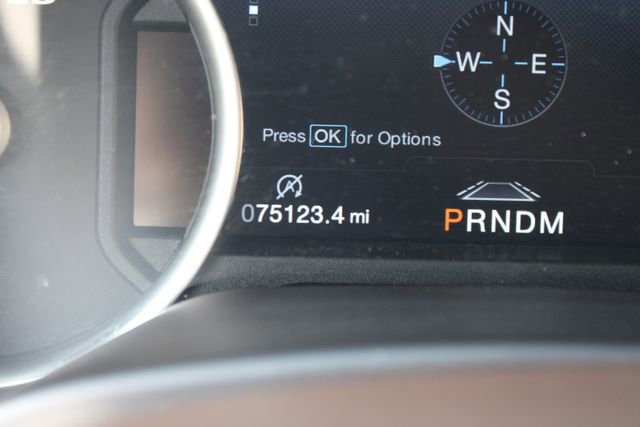 N
W E
S
Press OK for Options
075123.4 mi
PRNDM